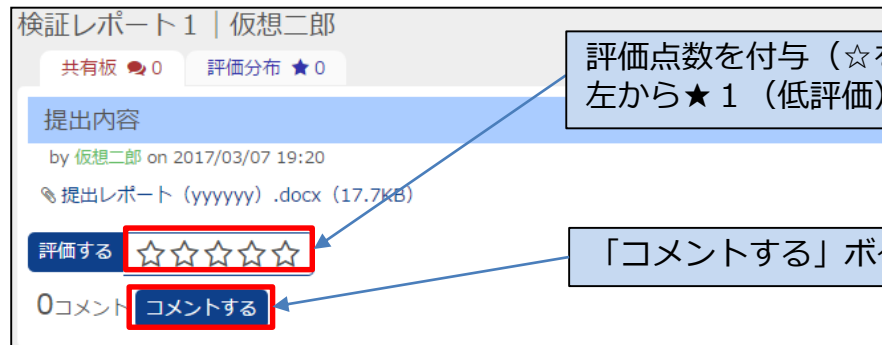 検証レポート1｜仮想二郎
共有板 0 評価分布 ★ 0
提出内容
by 仮想二郎 on 2017/03/07 19:20
提出レポート（yyyyyy）.docx（17.7KB）
評価する ☆☆☆☆☆
0コメント コメントする
評価点数を付与（☆を
左から★１（低評価）
「コメントする」ボ